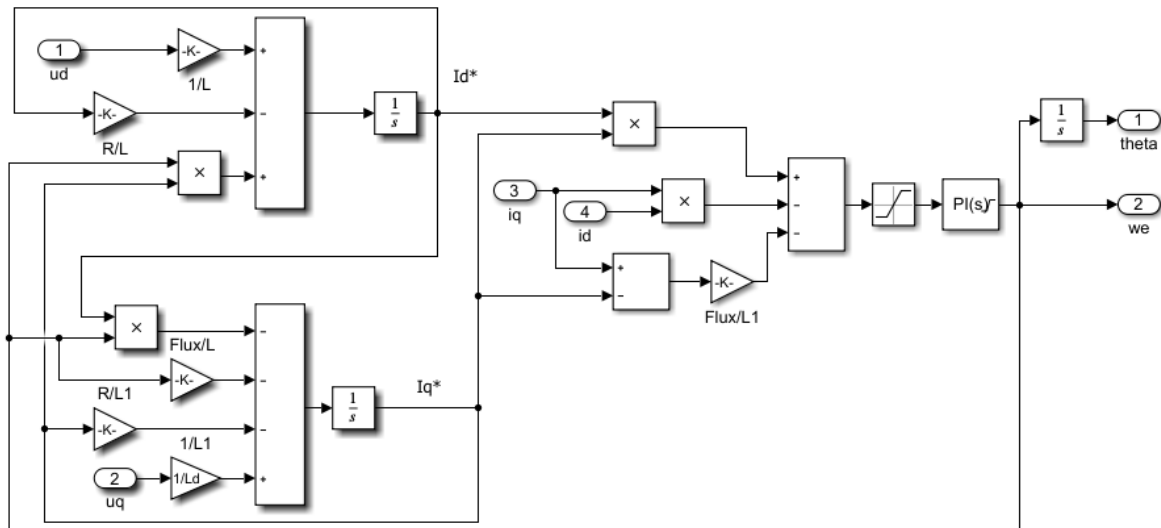 1
ud
-K-
1/L
+
-K-
R/L
-
×
+
1
s
Id*
×
3
iq
4
id
×
+
-
-
+
-
-K-
Flux/L1
PI(s)
1
s
1
theta
2
we
×
Flux/L
-
-K-
-
R/L1
-K-
-
1/L1
2
uq
1/Ld
+
1
s
Iq*